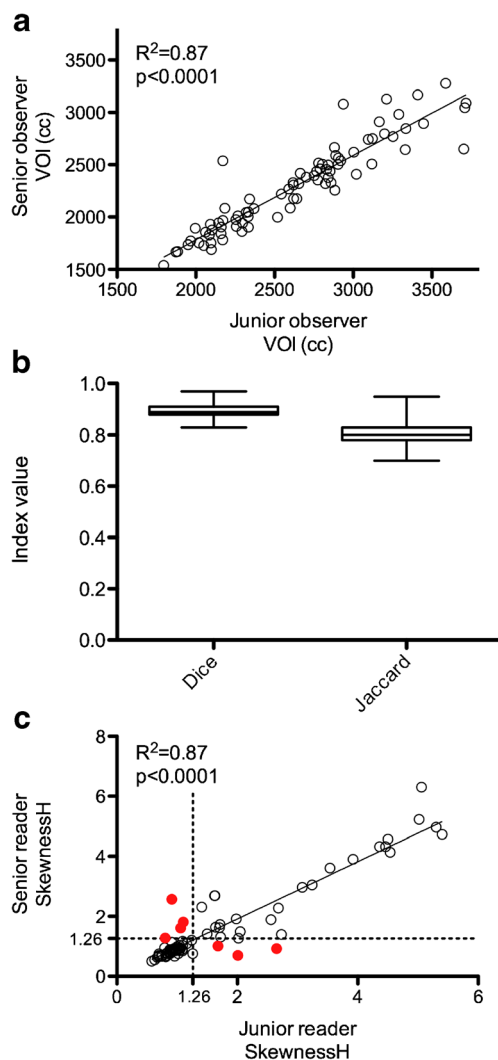 a
R²=0.87
p<0.0001
Senior observer
VOI (cc)
3500
3000
2500
2000
1500
1500 2000 2500 3000 3500
Junior observer
VOI (cc)
b
Index value
1.0
0.8
0.6
0.4
0.2
0.0
Dice
Jaccard
c
R²=0.87
p<0.0001
Senior reader
SkewnessH
8
6
4
2
1.26
0
0 1.26 2 4 6
Junior reader
SkewnessH